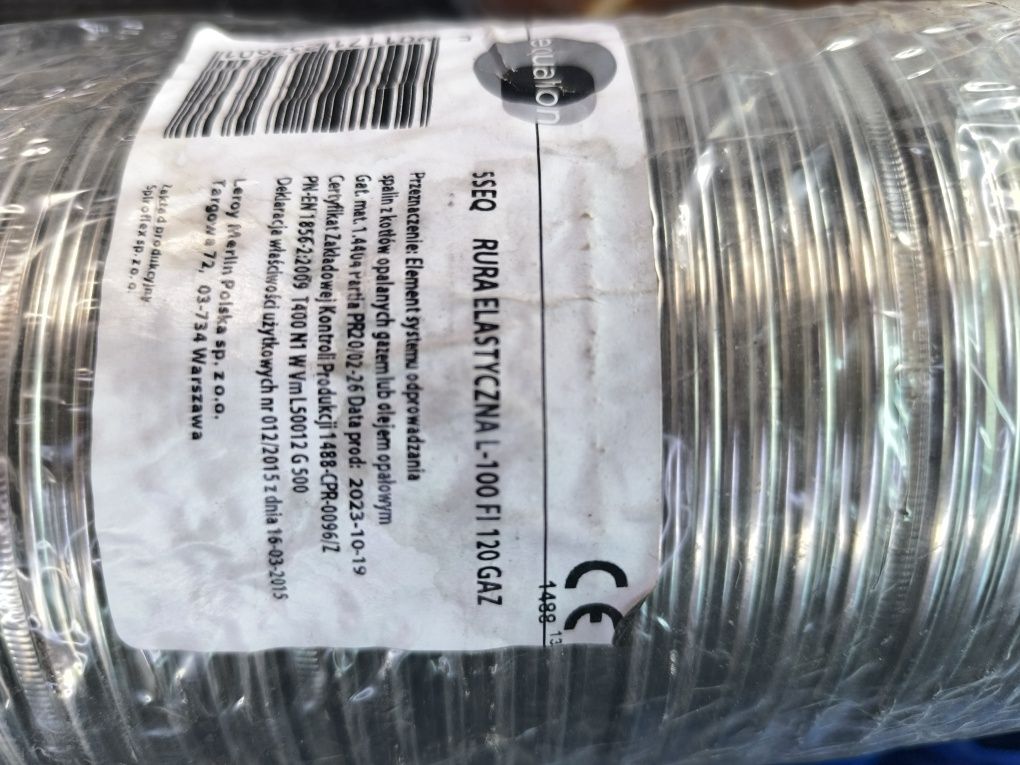 equation
CE
1488 13
5SEQ RURA ELASTYCZNA L-100 FI 120 GAZ
Przeznaczenie: Element systemu odprowadzania
spalin z kotłów opalanych gazem lub olejem opałowym
Gat. mat. 1.4404 Partia PR20/02-26 Data prod: 2023-10-19
Certyfikat Zakładowej Kontroli Produkcji 1488-CPR-0096/Z
PN-EN 1856-2:2009 T400 N1 W Vm L50012 G 500
Deklaracja właściwości użytkowych nr 012/2015 z dnia 16-03-2015
Leroy Merlin Polska sp. z o.o.
Targowa 72, 03-734 Warszawa
Zakład produkcyjny
Spiroflex sp. z o.o.